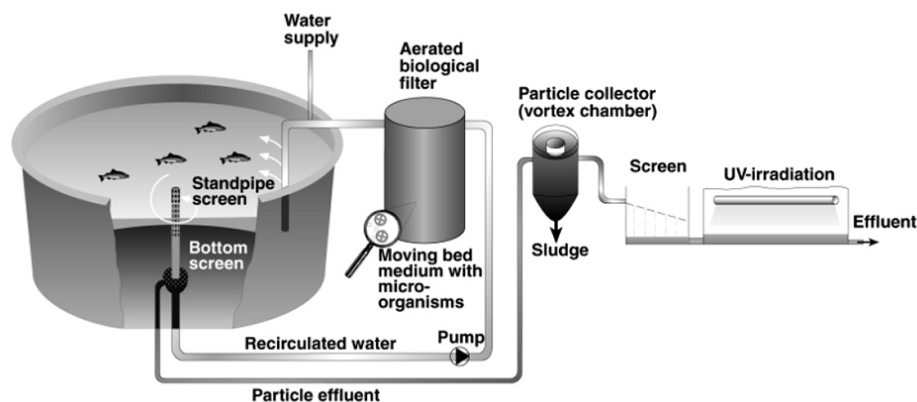 Water
supply
Aerated
biological
filter
Particle collector
(vortex chamber)
Screen
UV-irradiation
Standpipe
screen
Effluent
Bottom
screen
Sludge
Moving bed
medium with
micro-
organisms
Pump
Recirculated water
Particle effluent